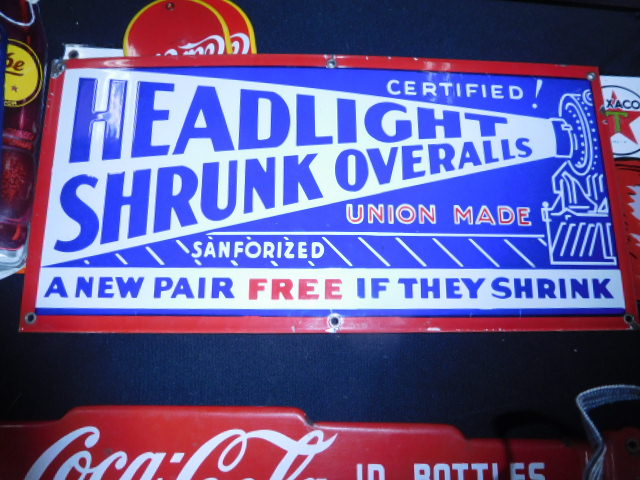 CERTIFIED!
HEADLIGHT
SHRUNK OVERALLS
UNION MADE
SANFORIZED
A NEW PAIR FREE IF THEY SHRINK
Coca-Cola IN BOTTLES